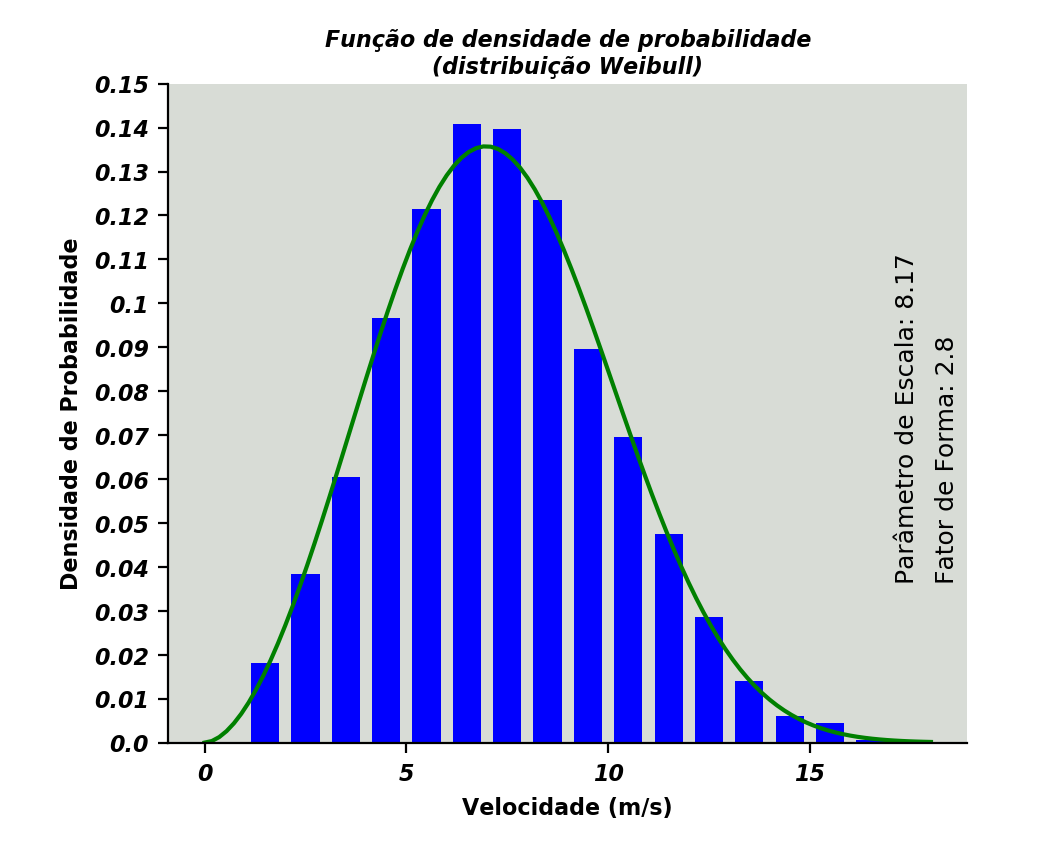 Função de densidade de probabilidade
(distribuição Weibull)
0.15
0.14
0.13
0.12
0.11
0.1
0.09
0.08
0.07
0.06
0.05
0.04
0.03
0.02
0.01
0.0
Densidade de Probabilidade
Parâmetro de Escala: 8.17
Fator de Forma: 2.8
0 5 10 15
Velocidade (m/s)